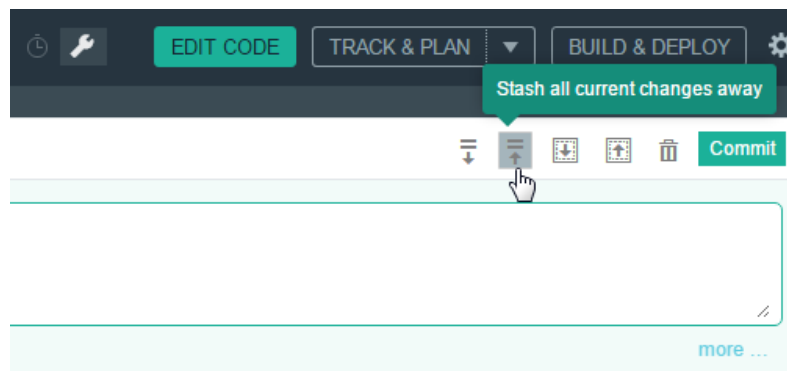 EDIT CODE
TRACK & PLAN
BUILD & DEPLOY
Stash all current changes away
Commit
more ...